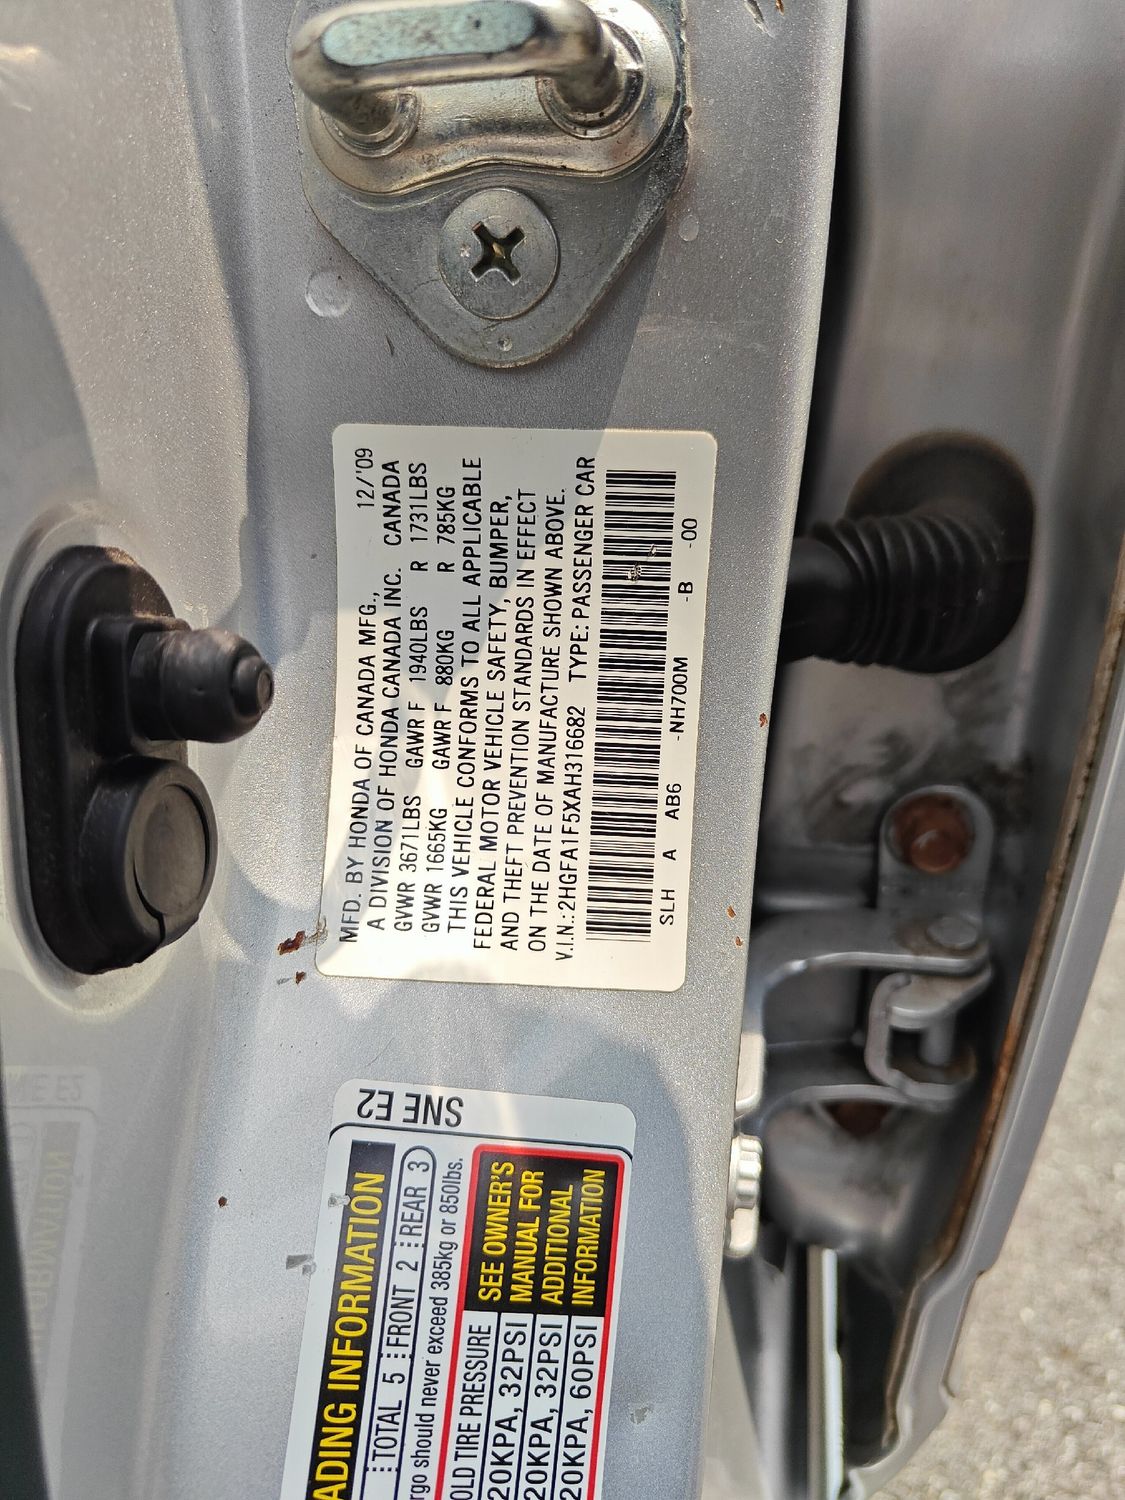 MFD. BY HONDA OF CANADA MFG., 12/'09
A DIVISION OF HONDA CANADA INC. CANADA
GVWR 3671LBS GAWR F 1940LBS R 1731LBS
GVWR 1665KG GAWR F 880KG R 785KG
THIS VEHICLE CONFORMS TO ALL APPLICABLE
FEDERAL MOTOR VEHICLE SAFETY, BUMPER,
AND THEFT PREVENTION STANDARDS IN EFFECT
ON THE DATE OF MANUFACTURE SHOWN ABOVE.
V.I.N.:2HGFA1F5XAH316682 TYPE: PASSENGER CAR
SLH A AB6 -NH700M -B -00
SNE E2
ADING INFORMATION
TOTAL 5 FRONT 2 REAR 3
rgo should never exceed 385kg or 850lbs.
OLD TIRE PRESSURE
20KPA, 32PSI
20KPA, 32PSI
20KPA, 60PSI
SEE OWNER'S
MANUAL FOR
ADDITIONAL
INFORMATION